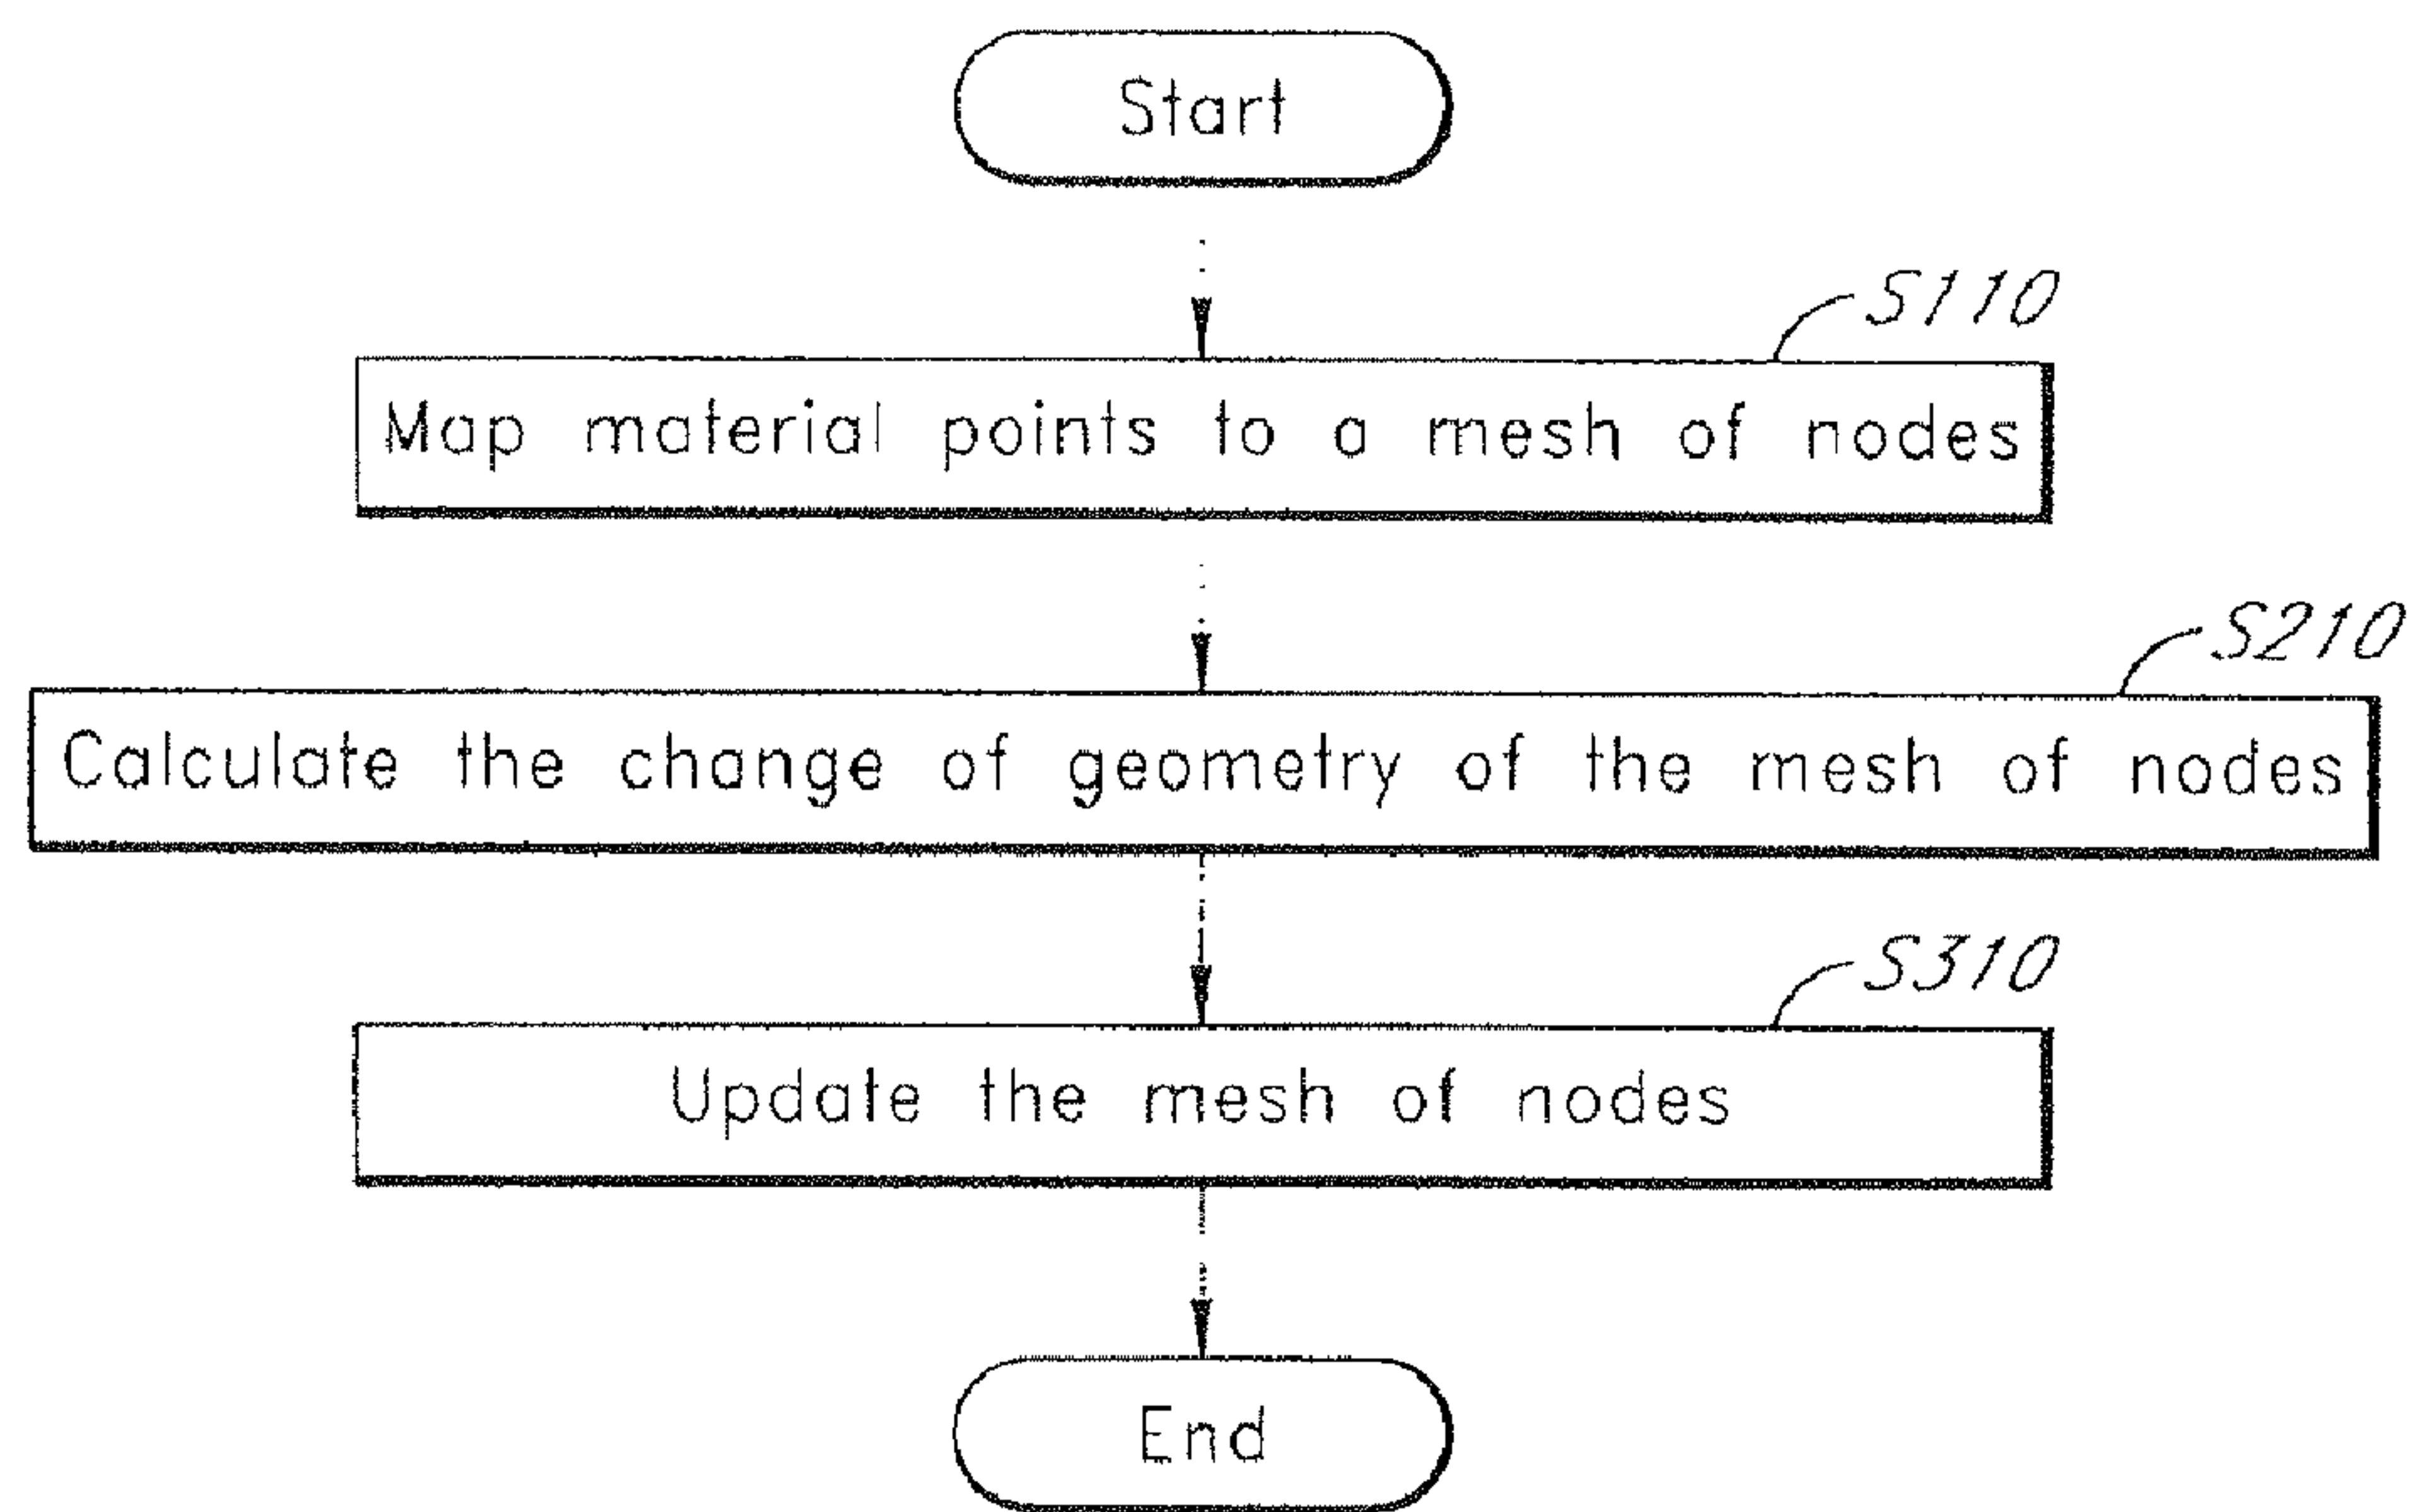 Start
S110
Map material points to a mesh of nodes
S210
Calculate the change of geometry of the mesh of nodes
S310
Update the mesh of nodes
End